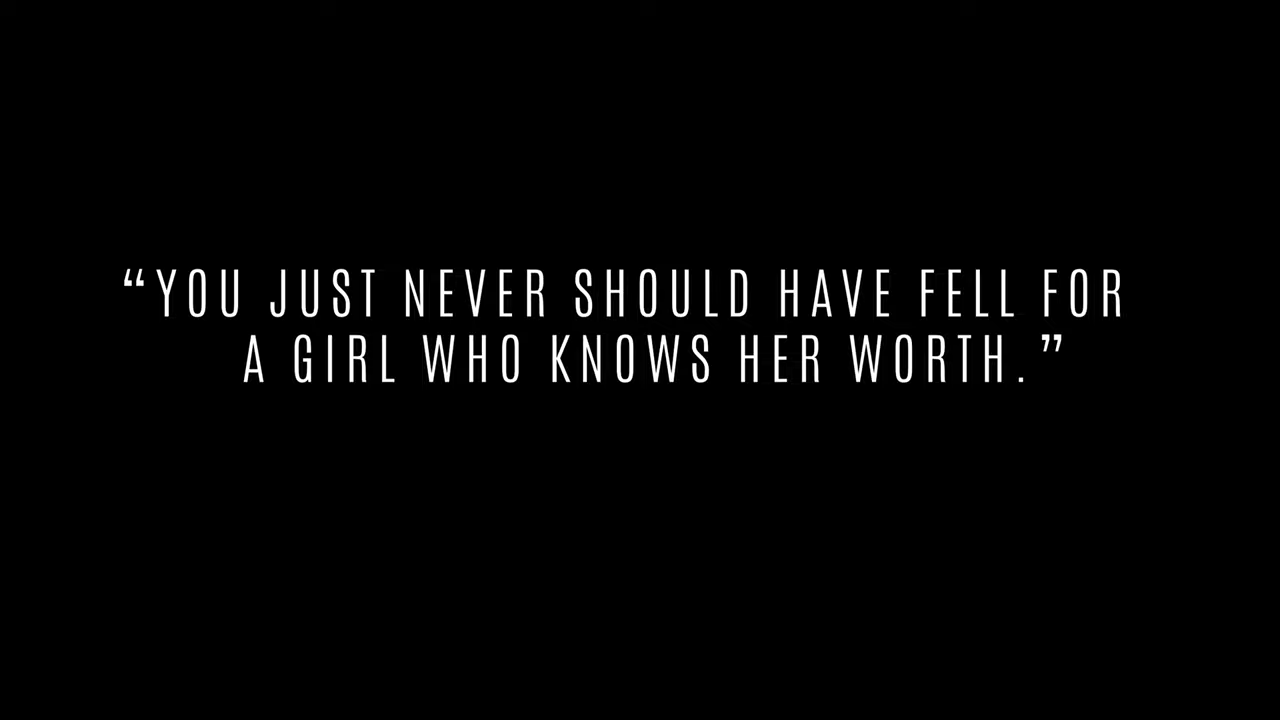 “YOU JUST NEVER SHOULD HAVE FELL FOR
A GIRL WHO KNOWS HER WORTH.”